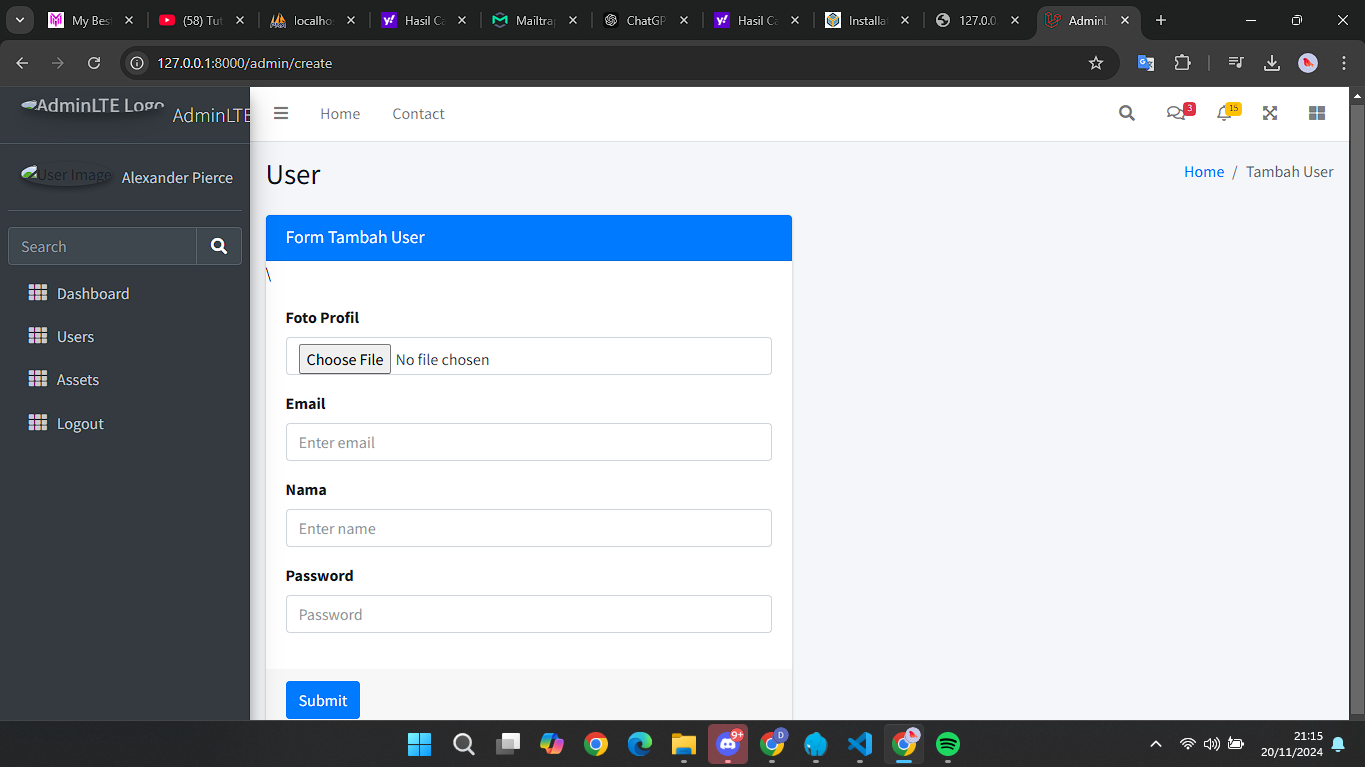 My Bes
(58) Tut
localhos
Hasil Ca
Mailtrap
ChatGP
Hasil Ca
Installat
127.0.0.
AdminL
127.0.0.1:8000/admin/create
AdminLTE Logo AdminLTE
Home Contact
3
15
User Image Alexander Pierce
User
Home / Tambah User
Search
Dashboard
Users
Assets
Logout
Form Tambah User
\
Foto Profil
Choose File No file chosen
Email
Enter email
Nama
Enter name
Password
Password
Submit
9+
D
21:15
20/11/2024